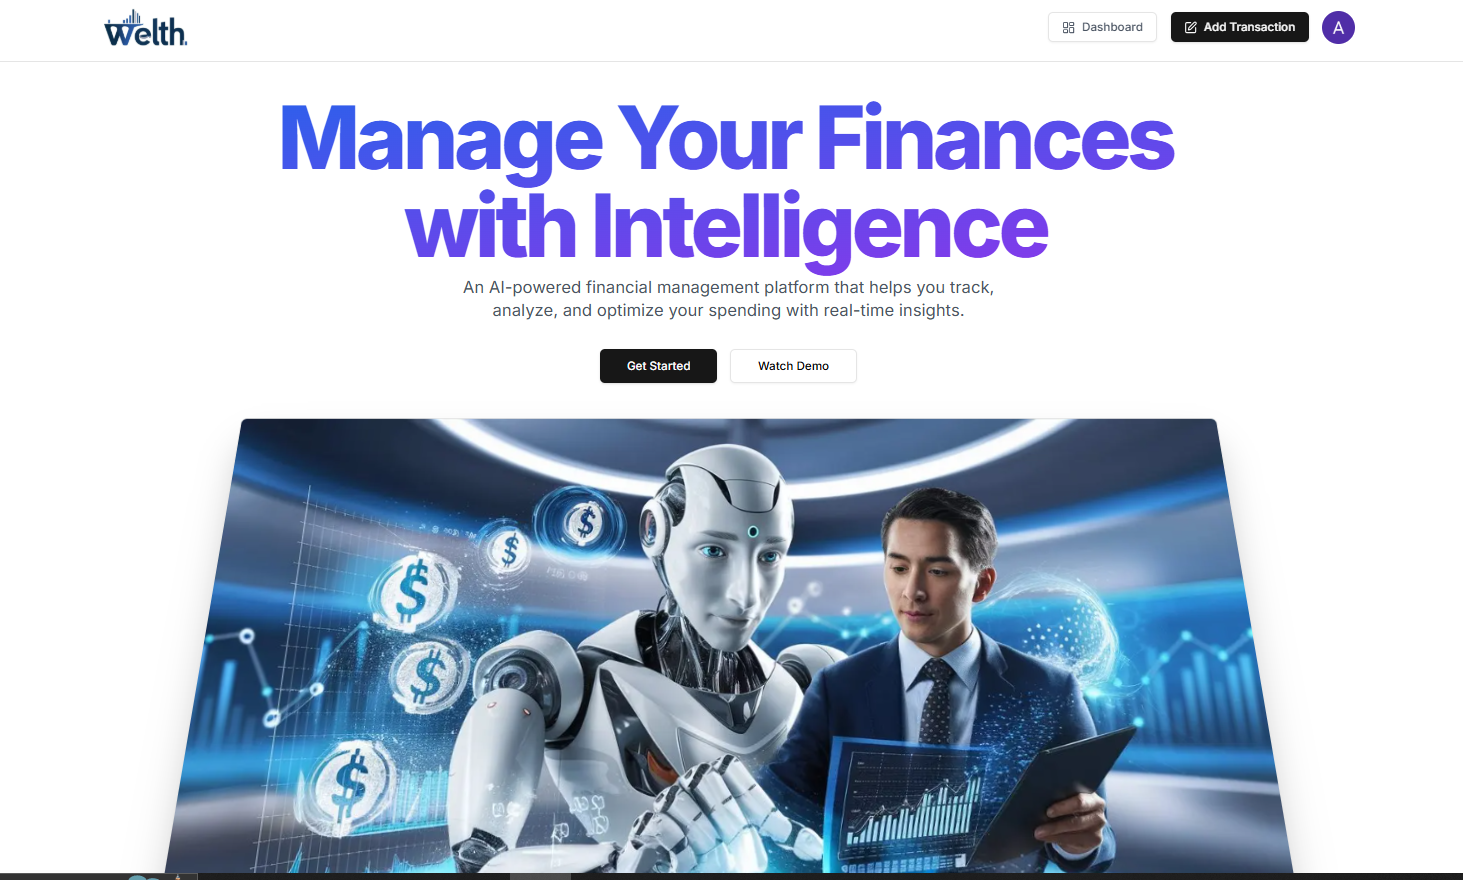 Welth.
Dashboard
Add Transaction
A
Manage Your Finances
with Intelligence
An AI-powered financial management platform that helps you track,
analyze, and optimize your spending with real-time insights.
Get Started
Watch Demo
$
$
$
$
$